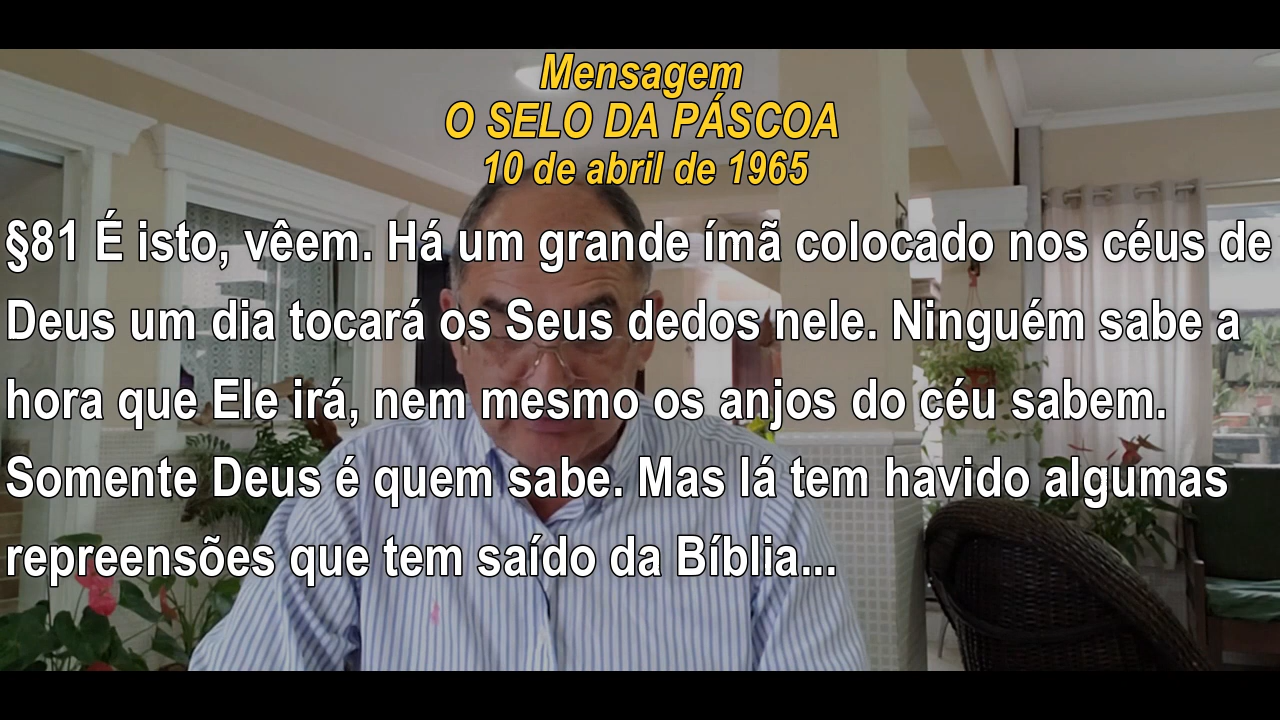 Mensagem
O SELO DA PÁSCOA
10 de abril de 1965
§81 É isto, vêem. Há um grande ímã colocado nos céus de
Deus um dia tocará os Seus dedos nele. Ninguém sabe a
hora que Ele irá, nem mesmo os anjos do céu sabem.
Somente Deus é quem sabe. Mas lá tem havido algumas
repreensões que tem saído da Bíblia...